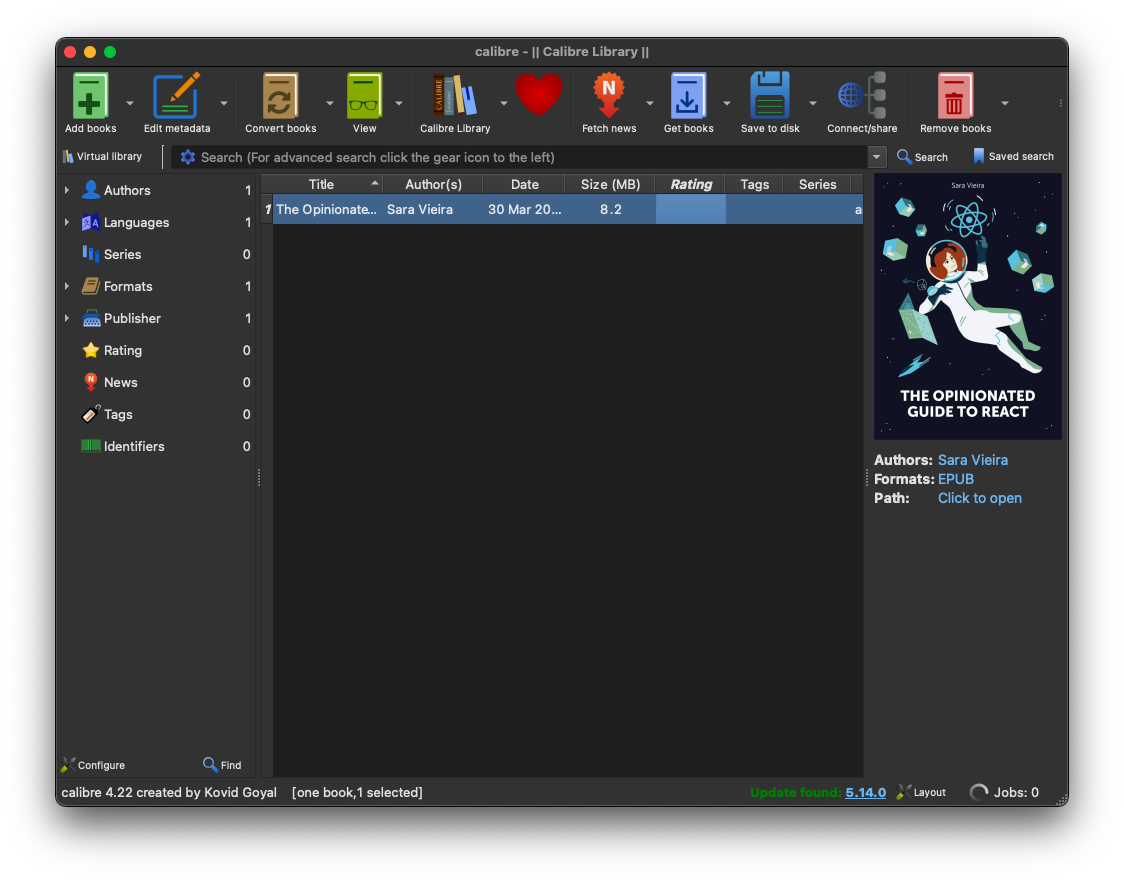 calibre - || Calibre Library ||
Add books
Edit metadata
Convert books
View
Calibre Library
Fetch news
Get books
Save to disk
Connect/share
Remove books
Virtual library
Search (For advanced search click the gear icon to the left)
Search
Saved search
Authors 1
Languages 1
Series 0
Formats 1
Publisher 1
Rating 0
News 0
Tags 0
Identifiers 0
Title Author(s) Date Size (MB) Rating Tags Series
1 The Opinionate... Sara Vieira 30 Mar 20... 8.2 a
Sara Vieira
THE OPINIONATED
GUIDE TO REACT
Authors: Sara Vieira
Formats: EPUB
Path: Click to open
Configure
Find
calibre 4.22 created by Kovid Goyal [one book,1 selected]
Update found: 5.14.0
Layout
Jobs: 0